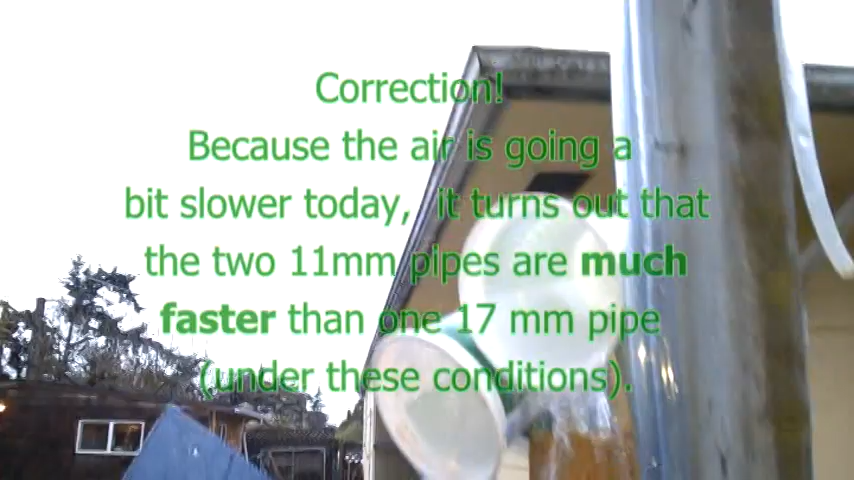 Correction!
Because the air is going a
bit slower today, it turns out that
the two 11mm pipes are much
faster than one 17 mm pipe
(under these conditions).